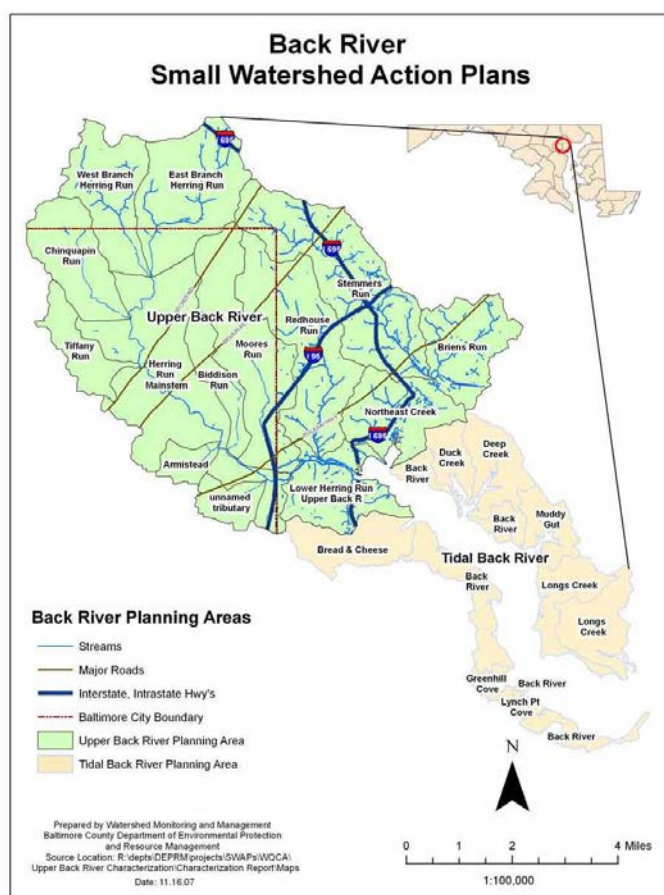 Back River
Small Watershed Action Plans
695
West Branch
Herring Run
East Branch
Herring Run
Chinquapin
Run
695
Stemmers
Run
Upper Back River
Redhouse
Run
Moores
Run
Tiffany
Run
Herring
Run
Mainstem
Biddison
Run
Briens Run
Northeast Creek
695
Armistead
unnamed
tributary
Lower Herring Run
Upper Back R
Back
River
Duck
Creek
Deep
Creek
Back
River
Muddy
Gut
Bread & Cheese
Tidal Back River
Back
River
Longs Creek
Longs
Creek
Greenhill
Cove
Back River
Lynch Pt
Cove
Back River
Back River Planning Areas
Streams
Major Roads
Interstate, Intrastate Hwy's
Baltimore City Boundary
Upper Back River Planning Area
Tidal Back River Planning Area
N
Prepared by Watershed Monitoring and Management
Baltimore County Department of Environmental Protection
and Resource Management
Source Location: R:\depts\DEPRM\projects\SWAPs\WQCA\
Upper Back River Characterization\Characterization Report\Maps
Date: 11.16.07
0 1 2 4 Miles
1:100,000